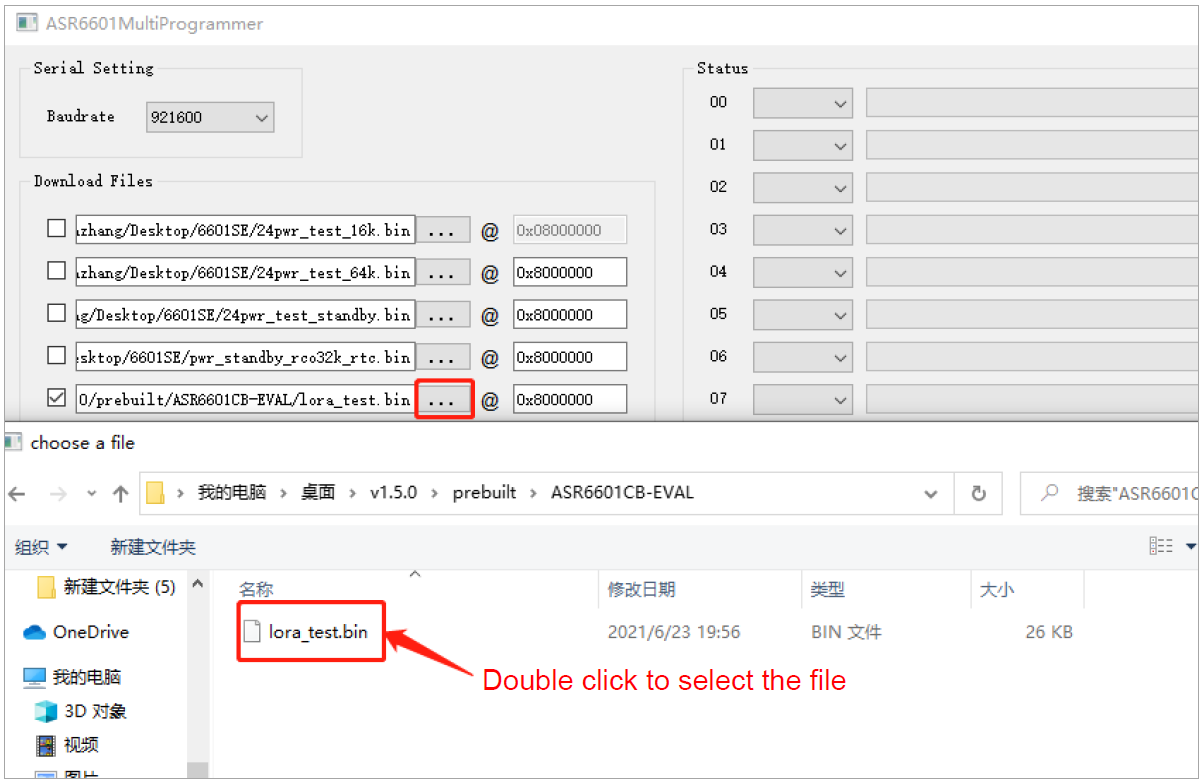 ASR6601MultiProgrammer
Serial Setting
Baudrate 921600
Download Files
zhang/Desktop/6601SE/24pwr_test_16k.bin ... @ 0x08000000
zhang/Desktop/6601SE/24pwr_test_64k.bin ... @ 0x8000000
g/Desktop/6601SE/24pwr_test_standby.bin ... @ 0x8000000
sktop/6601SE/pwr_standby_rco32k_rtc.bin ... @ 0x8000000
0/prebuilt/ASR6601CB-EVAL/lora_test.bin ... @ 0x8000000
Status
00
01
02
03
04
05
06
07
choose a file
我的电脑 › 桌面 › v1.5.0 › prebuilt › ASR6601CB-EVAL
搜索"ASR6601C
组织 新建文件夹
新建文件夹 (5)
OneDrive
我的电脑
3D 对象
视频
图片
名称 修改日期 类型 大小
lora_test.bin 2021/6/23 19:56 BIN 文件 26 KB
Double click to select the file